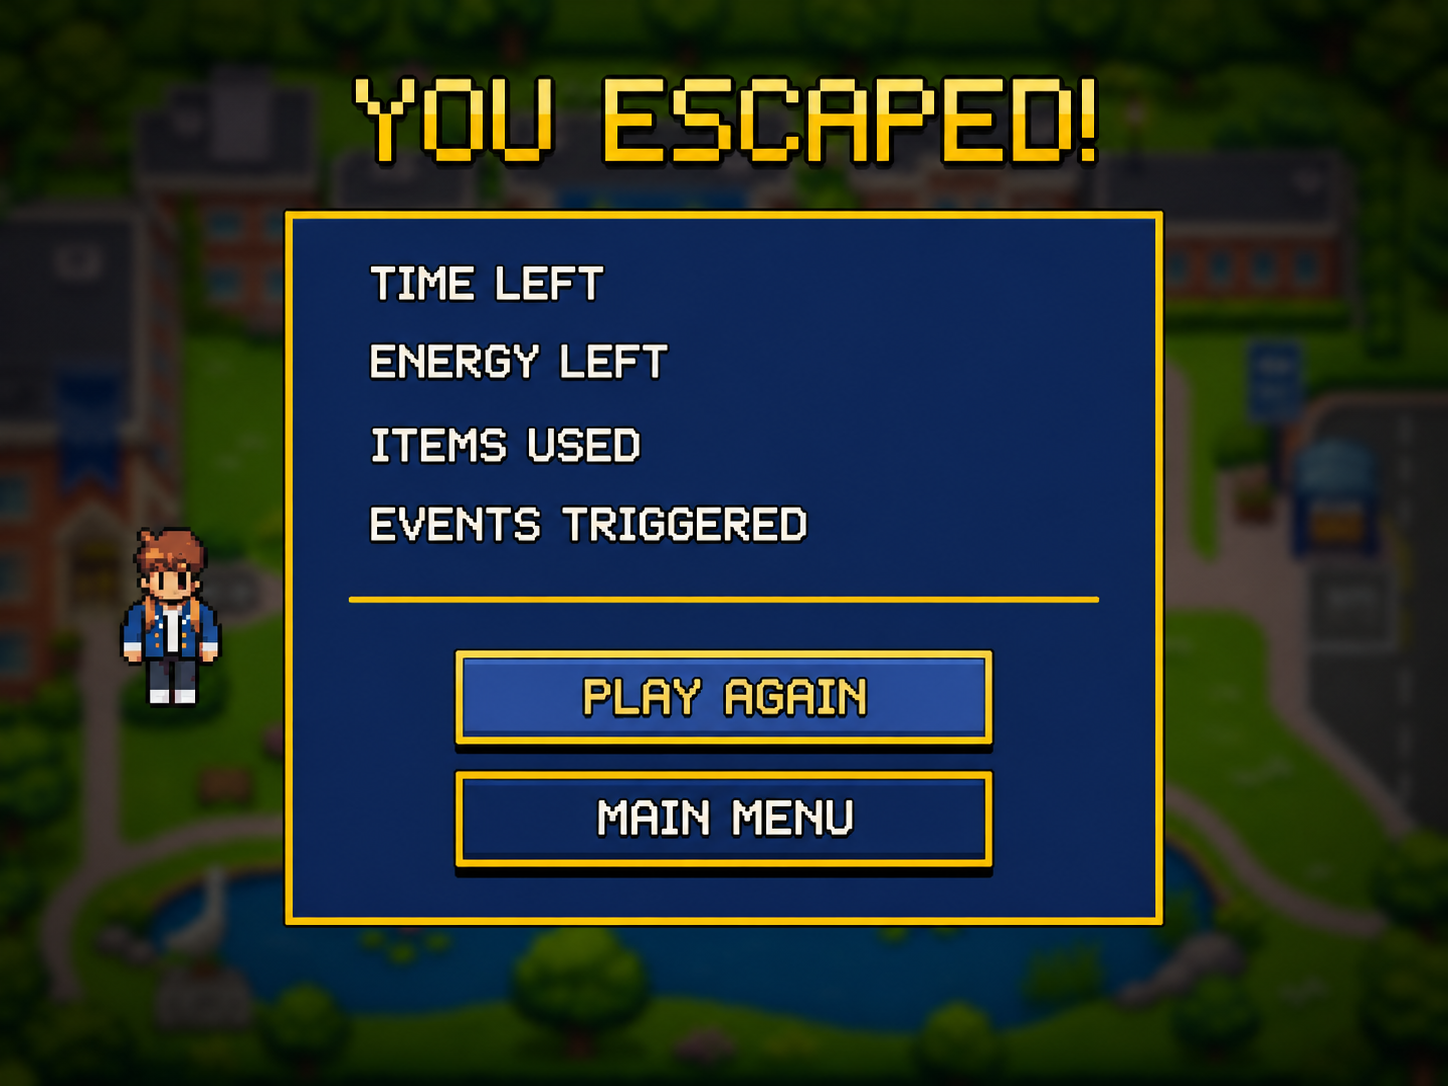 YOU ESCAPED!
TIME LEFT
ENERGY LEFT
ITEMS USED
EVENTS TRIGGERED
PLAY AGAIN
MAIN MENU